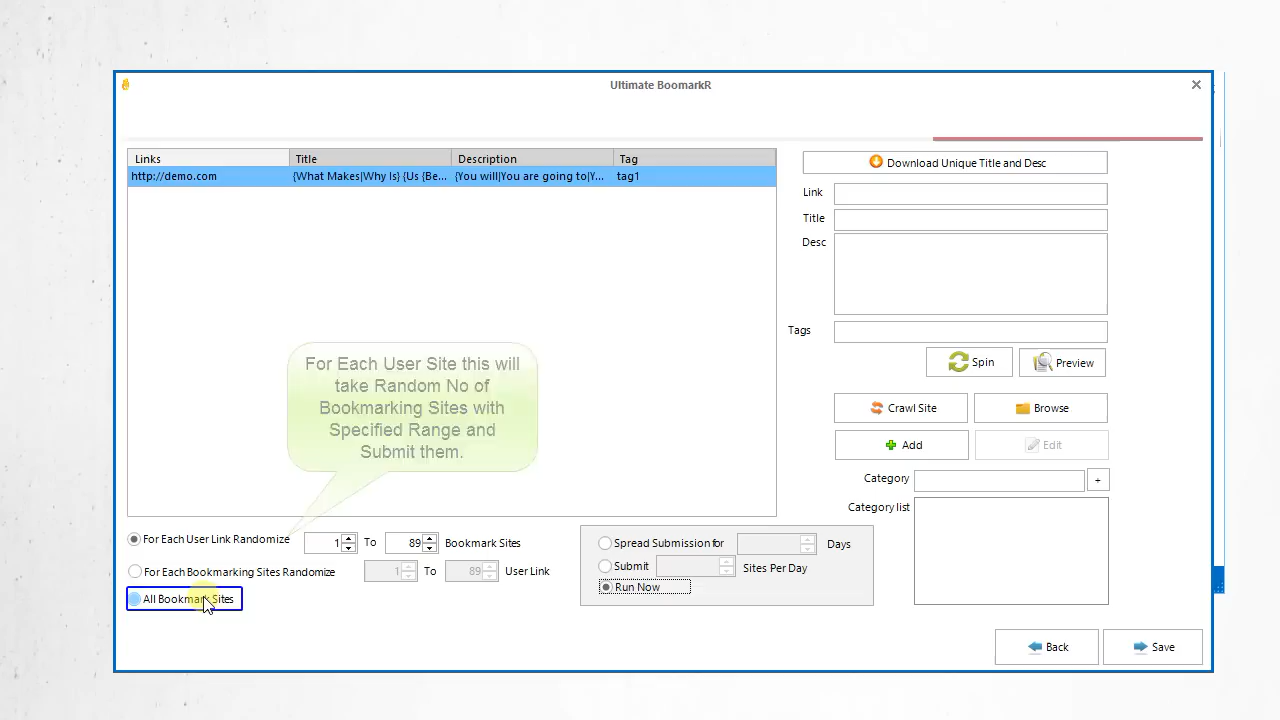 Ultimate BoomarkR
Links Title Description Tag
http://demo.com {What Makes|Why Is} {Us {Be... {You will|You are going to|Y... tag1
Download Unique Title and Desc
Link
Title
Desc
Tags
Spin Preview
Crawl Site Browse
Add Edit
Category +
Category list
For Each User Site this will
take Random No of
Bookmarking Sites with
Specified Range and
Submit them.
For Each User Link Randomize 1 To 89 Bookmark Sites
For Each Bookmarking Sites Randomize 1 To 89 User Link
All Bookmark Sites
Spread Submission for Days
Submit Sites Per Day
Run Now
Back Save